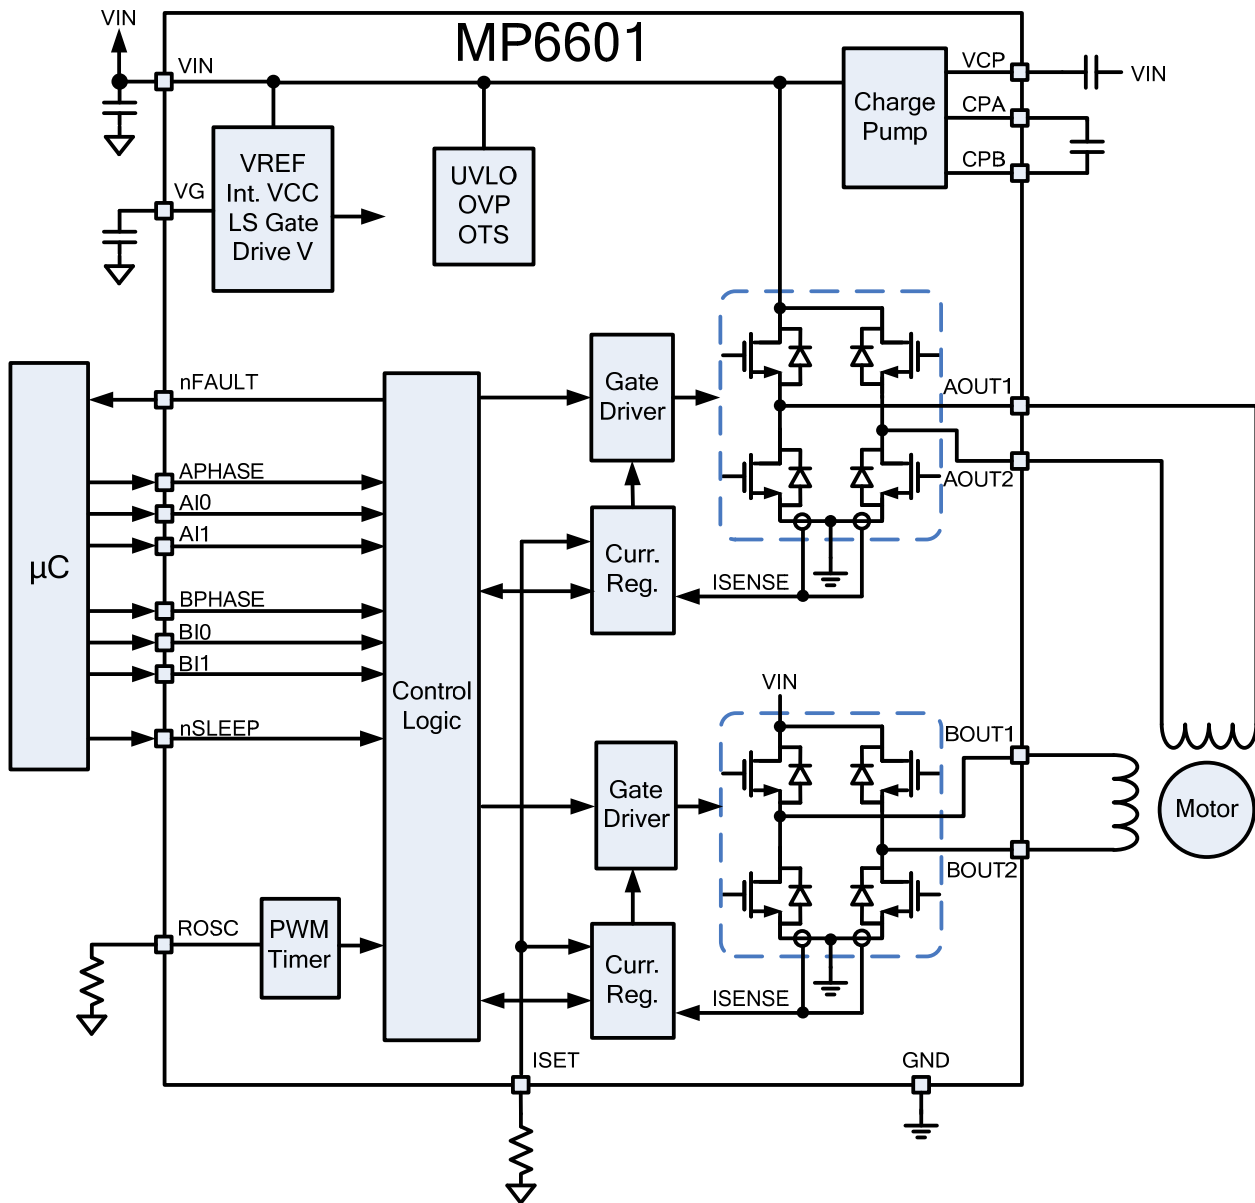 VIN
MP6601
VIN
VCP
VIN
CPA
CPB
Charge
Pump
VREF
Int. VCC
LS Gate
Drive V
UVLO
OVP
OTS
VG
nFAULT
Gate
Driver
AOUT1
APHASE
AI0
AI1
AOUT2
µC
Curr.
Reg.
ISENSE
BPHASE
BI0
BI1
Control
Logic
VIN
nSLEEP
BOUT1
Gate
Driver
Motor
BOUT2
ROSC
PWM
Timer
Curr.
Reg.
ISENSE
ISET
GND